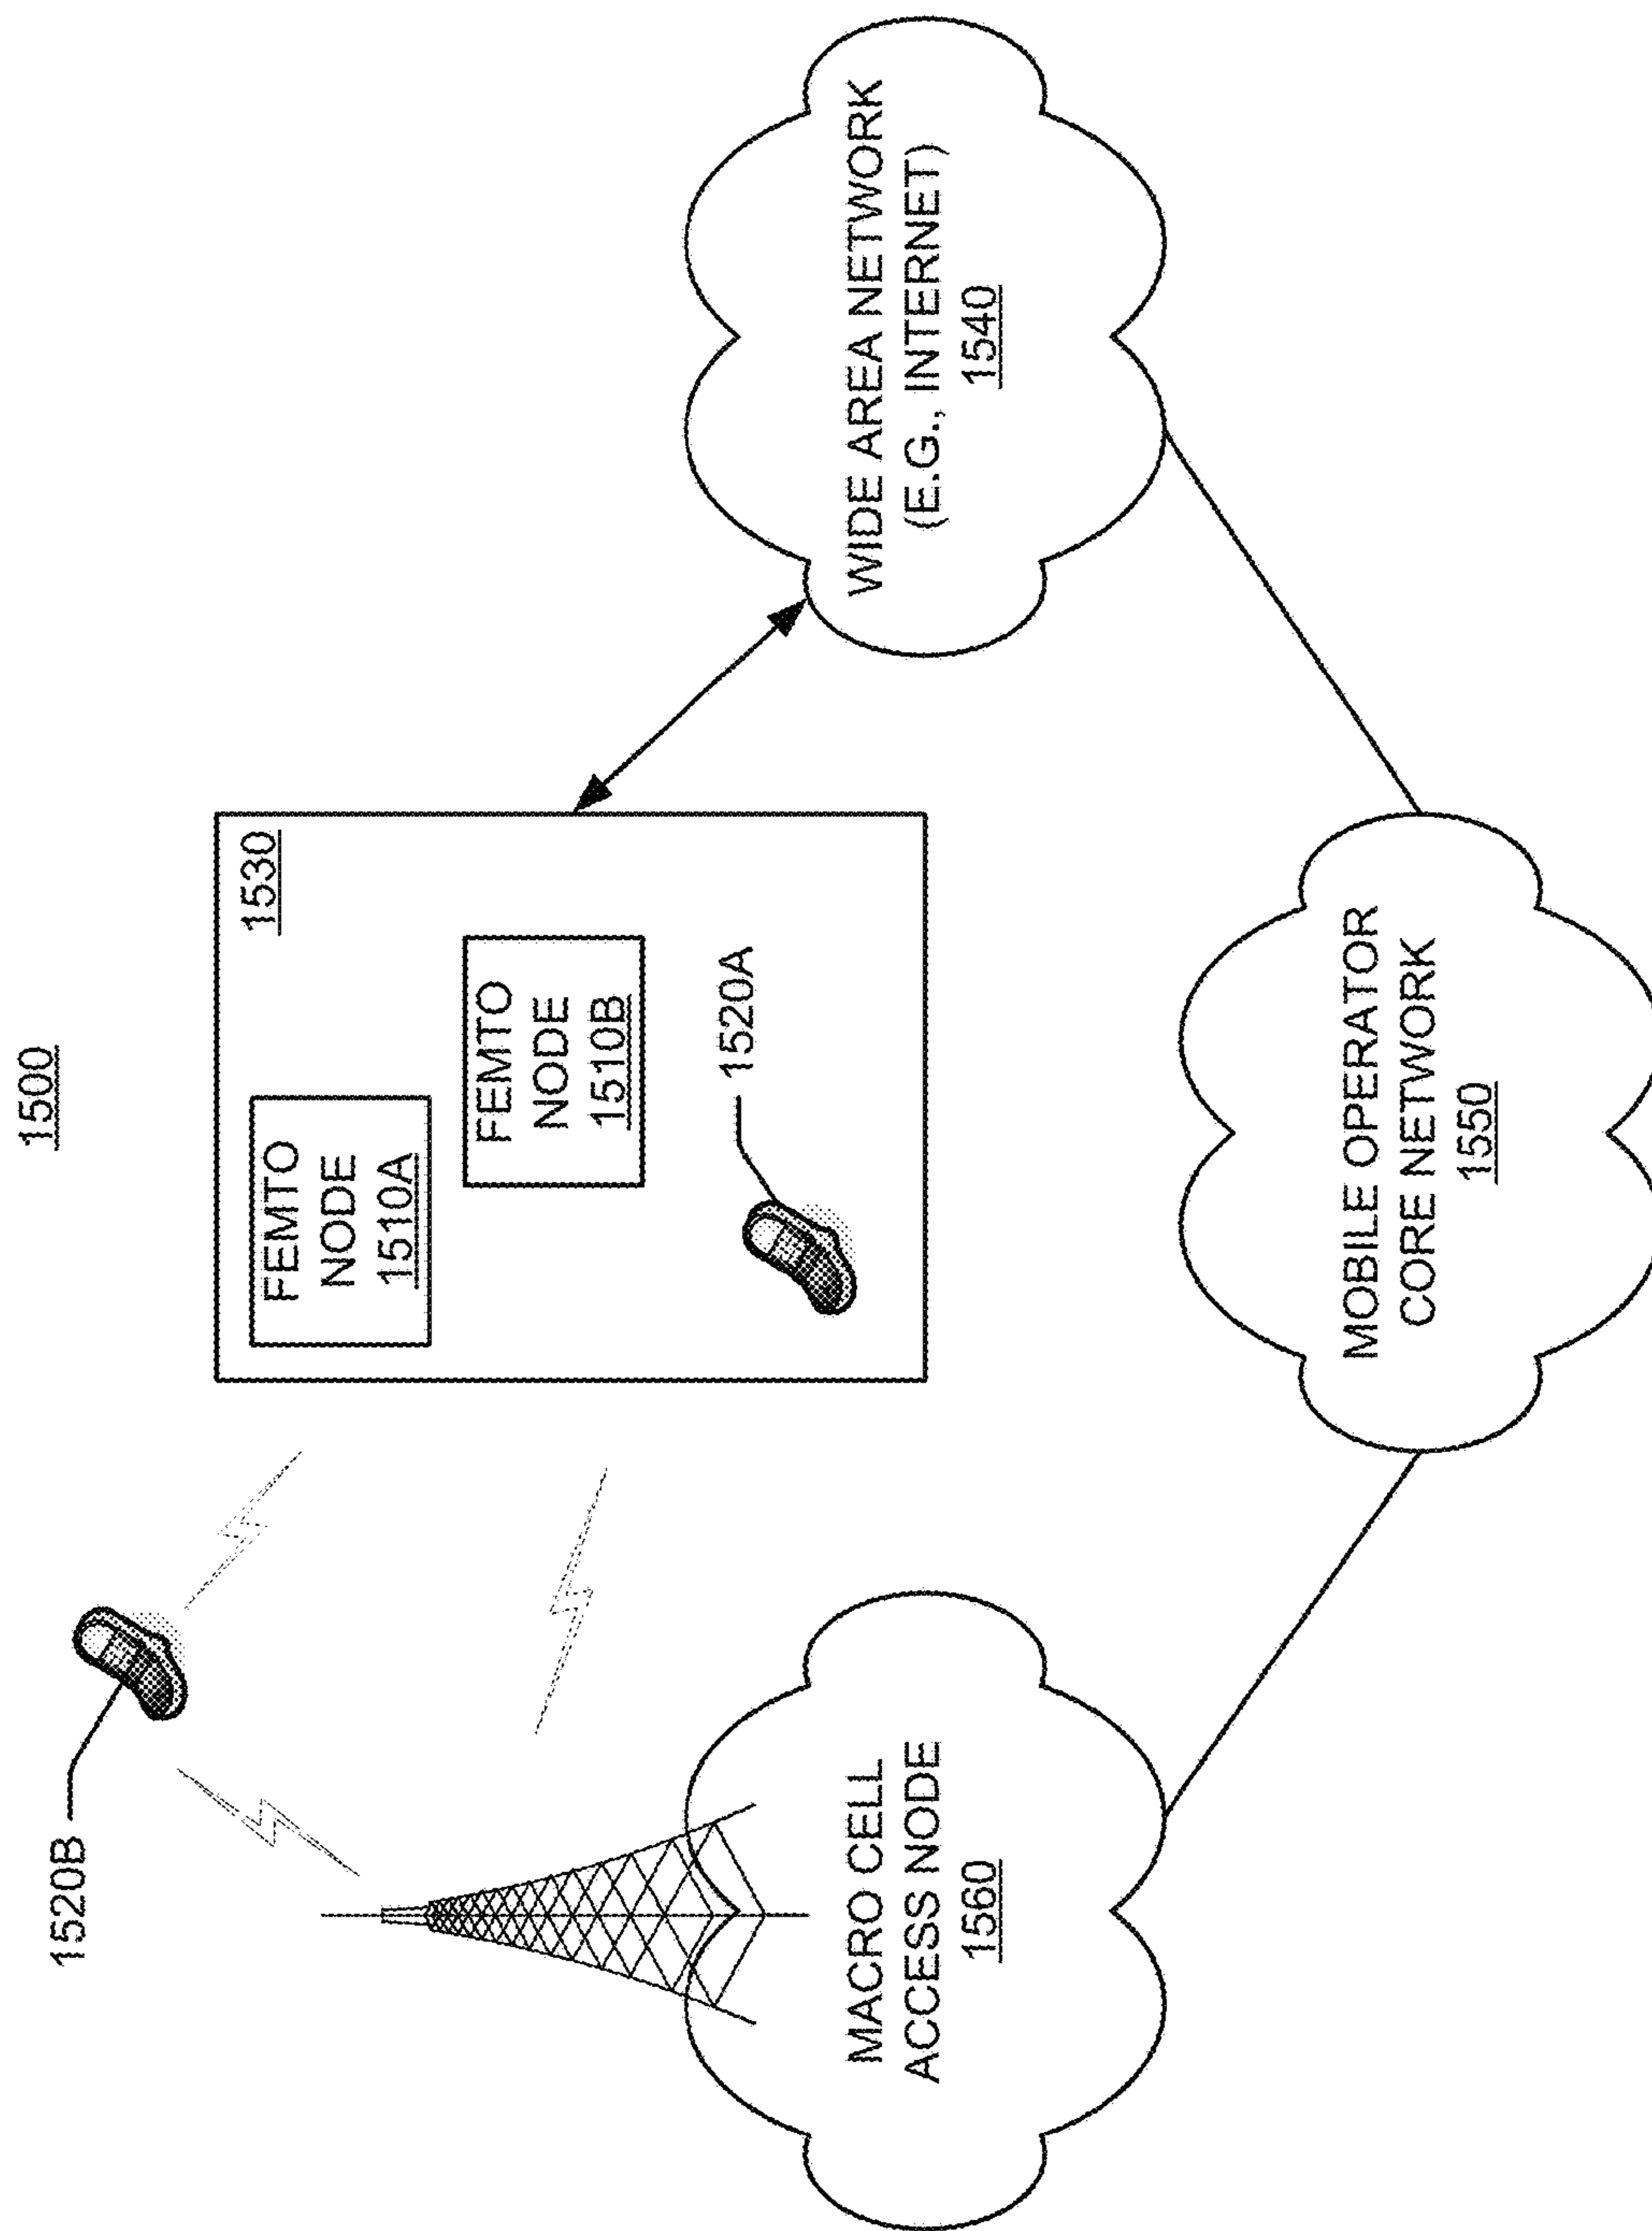 1500
1520B
1530
FEMTO
NODE
1510A
FEMTO
NODE
1510B
1520A
MACRO CELL
ACCESS NODE
1560
WIDE AREA NETWORK
(E.G., INTERNET)
1540
MOBILE OPERATOR
CORE NETWORK
1550